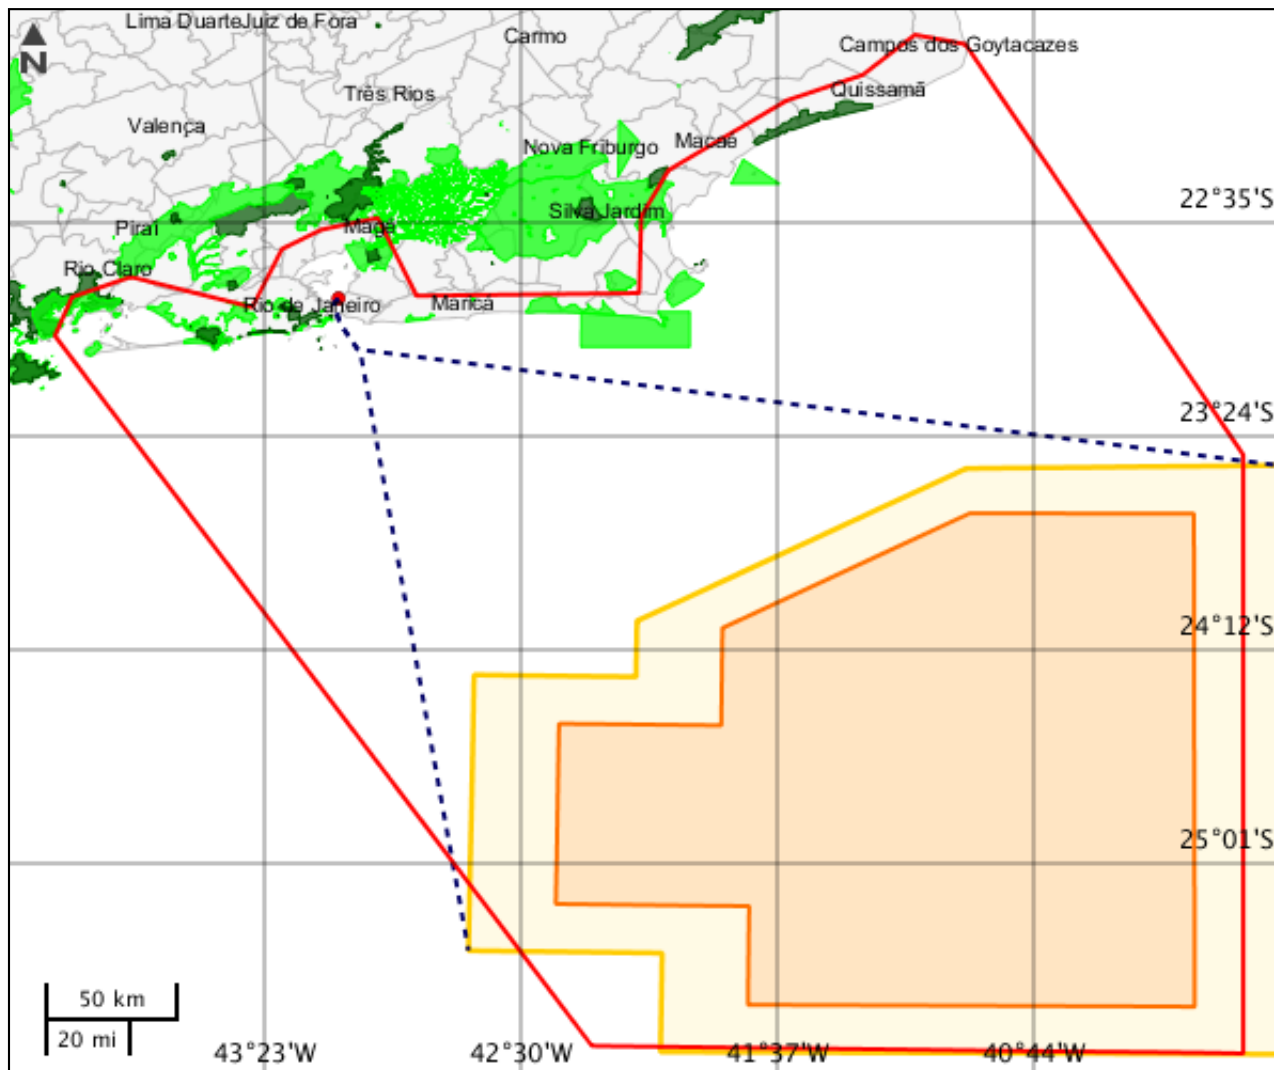 Lima Duarte Juiz de Fora
N
Carmo
Campos dos Goytacazes
Três Rios
Quissamã
Valença
Macaé
Nova Friburgo
22°35'S
Silva Jardim
Piraí
Magé
Rio Claro
Rio de Janeiro
Maricá
23°24'S
24°12'S
25°01'S
50 km
20 mi
43°23'W
42°30'W
41°37'W
40°44'W